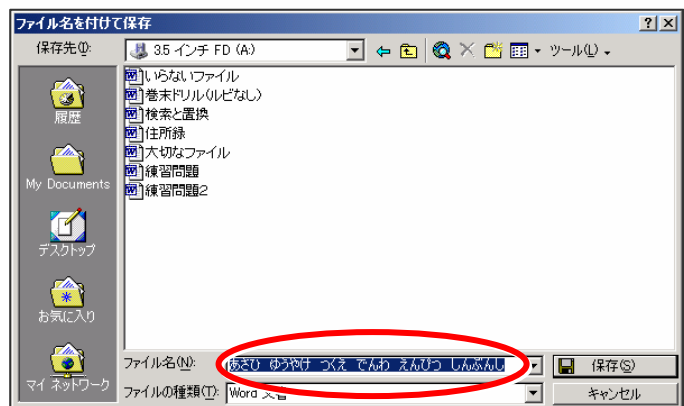 ファイル名を付けて保存
保存先(I):
3.5 インチ FD (A:)
ツール(L)
履歴
My Documents
デスクトップ
お気に入り
マイ ネットワーク
いらないファイル
巻末ドリル(ルビなし)
検索と置換
住所録
大切なファイル
練習問題
練習問題2
ファイル名(N):
あさひ ゆうやけ つくえ でんわ えんぴつ しんぶんし
保存(S)
ファイルの種類(T):
Word 文書
キャンセル